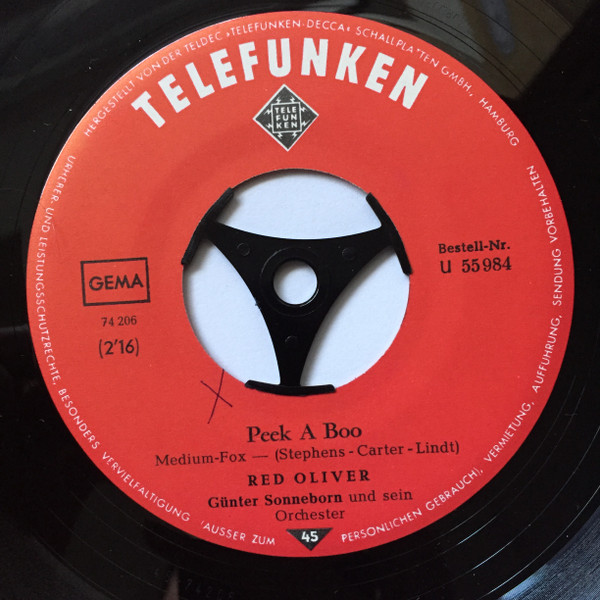 HERGESTELLT VON DER TELDEC »TELEFUNKEN-DECCA« SCHALLPLATTEN GMBH, HAMBURG
TELEFUNKEN
TELE
FUN
KEN
GEMA
74 206
(2'16)
Bestell-Nr.
U 55 984
Peek A Boo
Medium-Fox — (Stephens - Carter - Lindt)
RED OLIVER
Günter Sonneborn und sein
Orchester
45
URHEBER- UND LEISTUNGSSCHUTZRECHTE, BESONDERS VERVIELFÄLTIGUNG (AUSSER ZUM PERSÖNLICHEN GEBRAUCH), VERMIETUNG, AUFFÜHRUNG, SENDUNG VORBEHALTEN